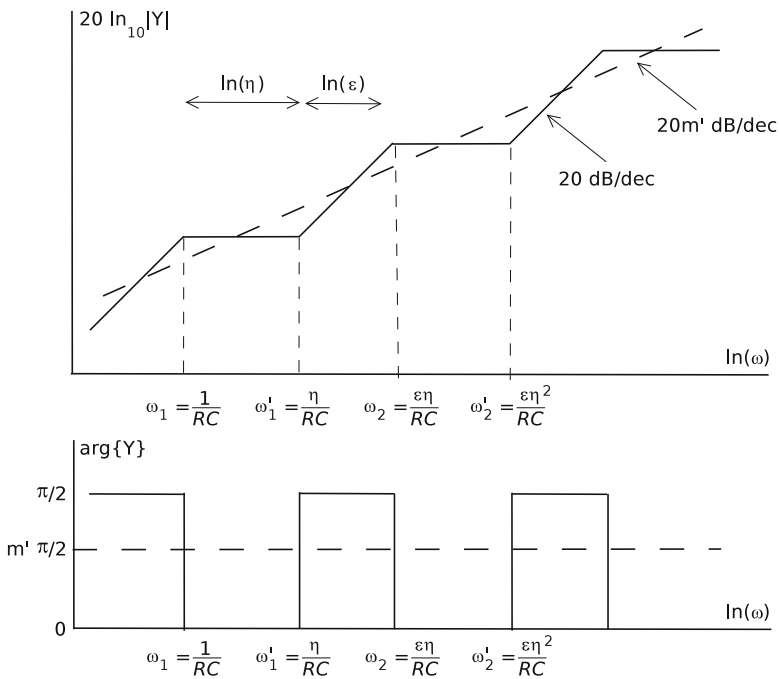 20 ln₁₀|Y|
ln(η)
ln(ε)
20m' dB/dec
20 dB/dec
ln(ω)
ω₁ = 1/RC
ω'₁ = η/RC
ω₂ = εη/RC
ω'₂ = εη²/RC
arg{Y}
π/2
m' π/2
0
ln(ω)
ω₁ = 1/RC
ω'₁ = η/RC
ω₂ = εη/RC
ω'₂ = εη²/RC